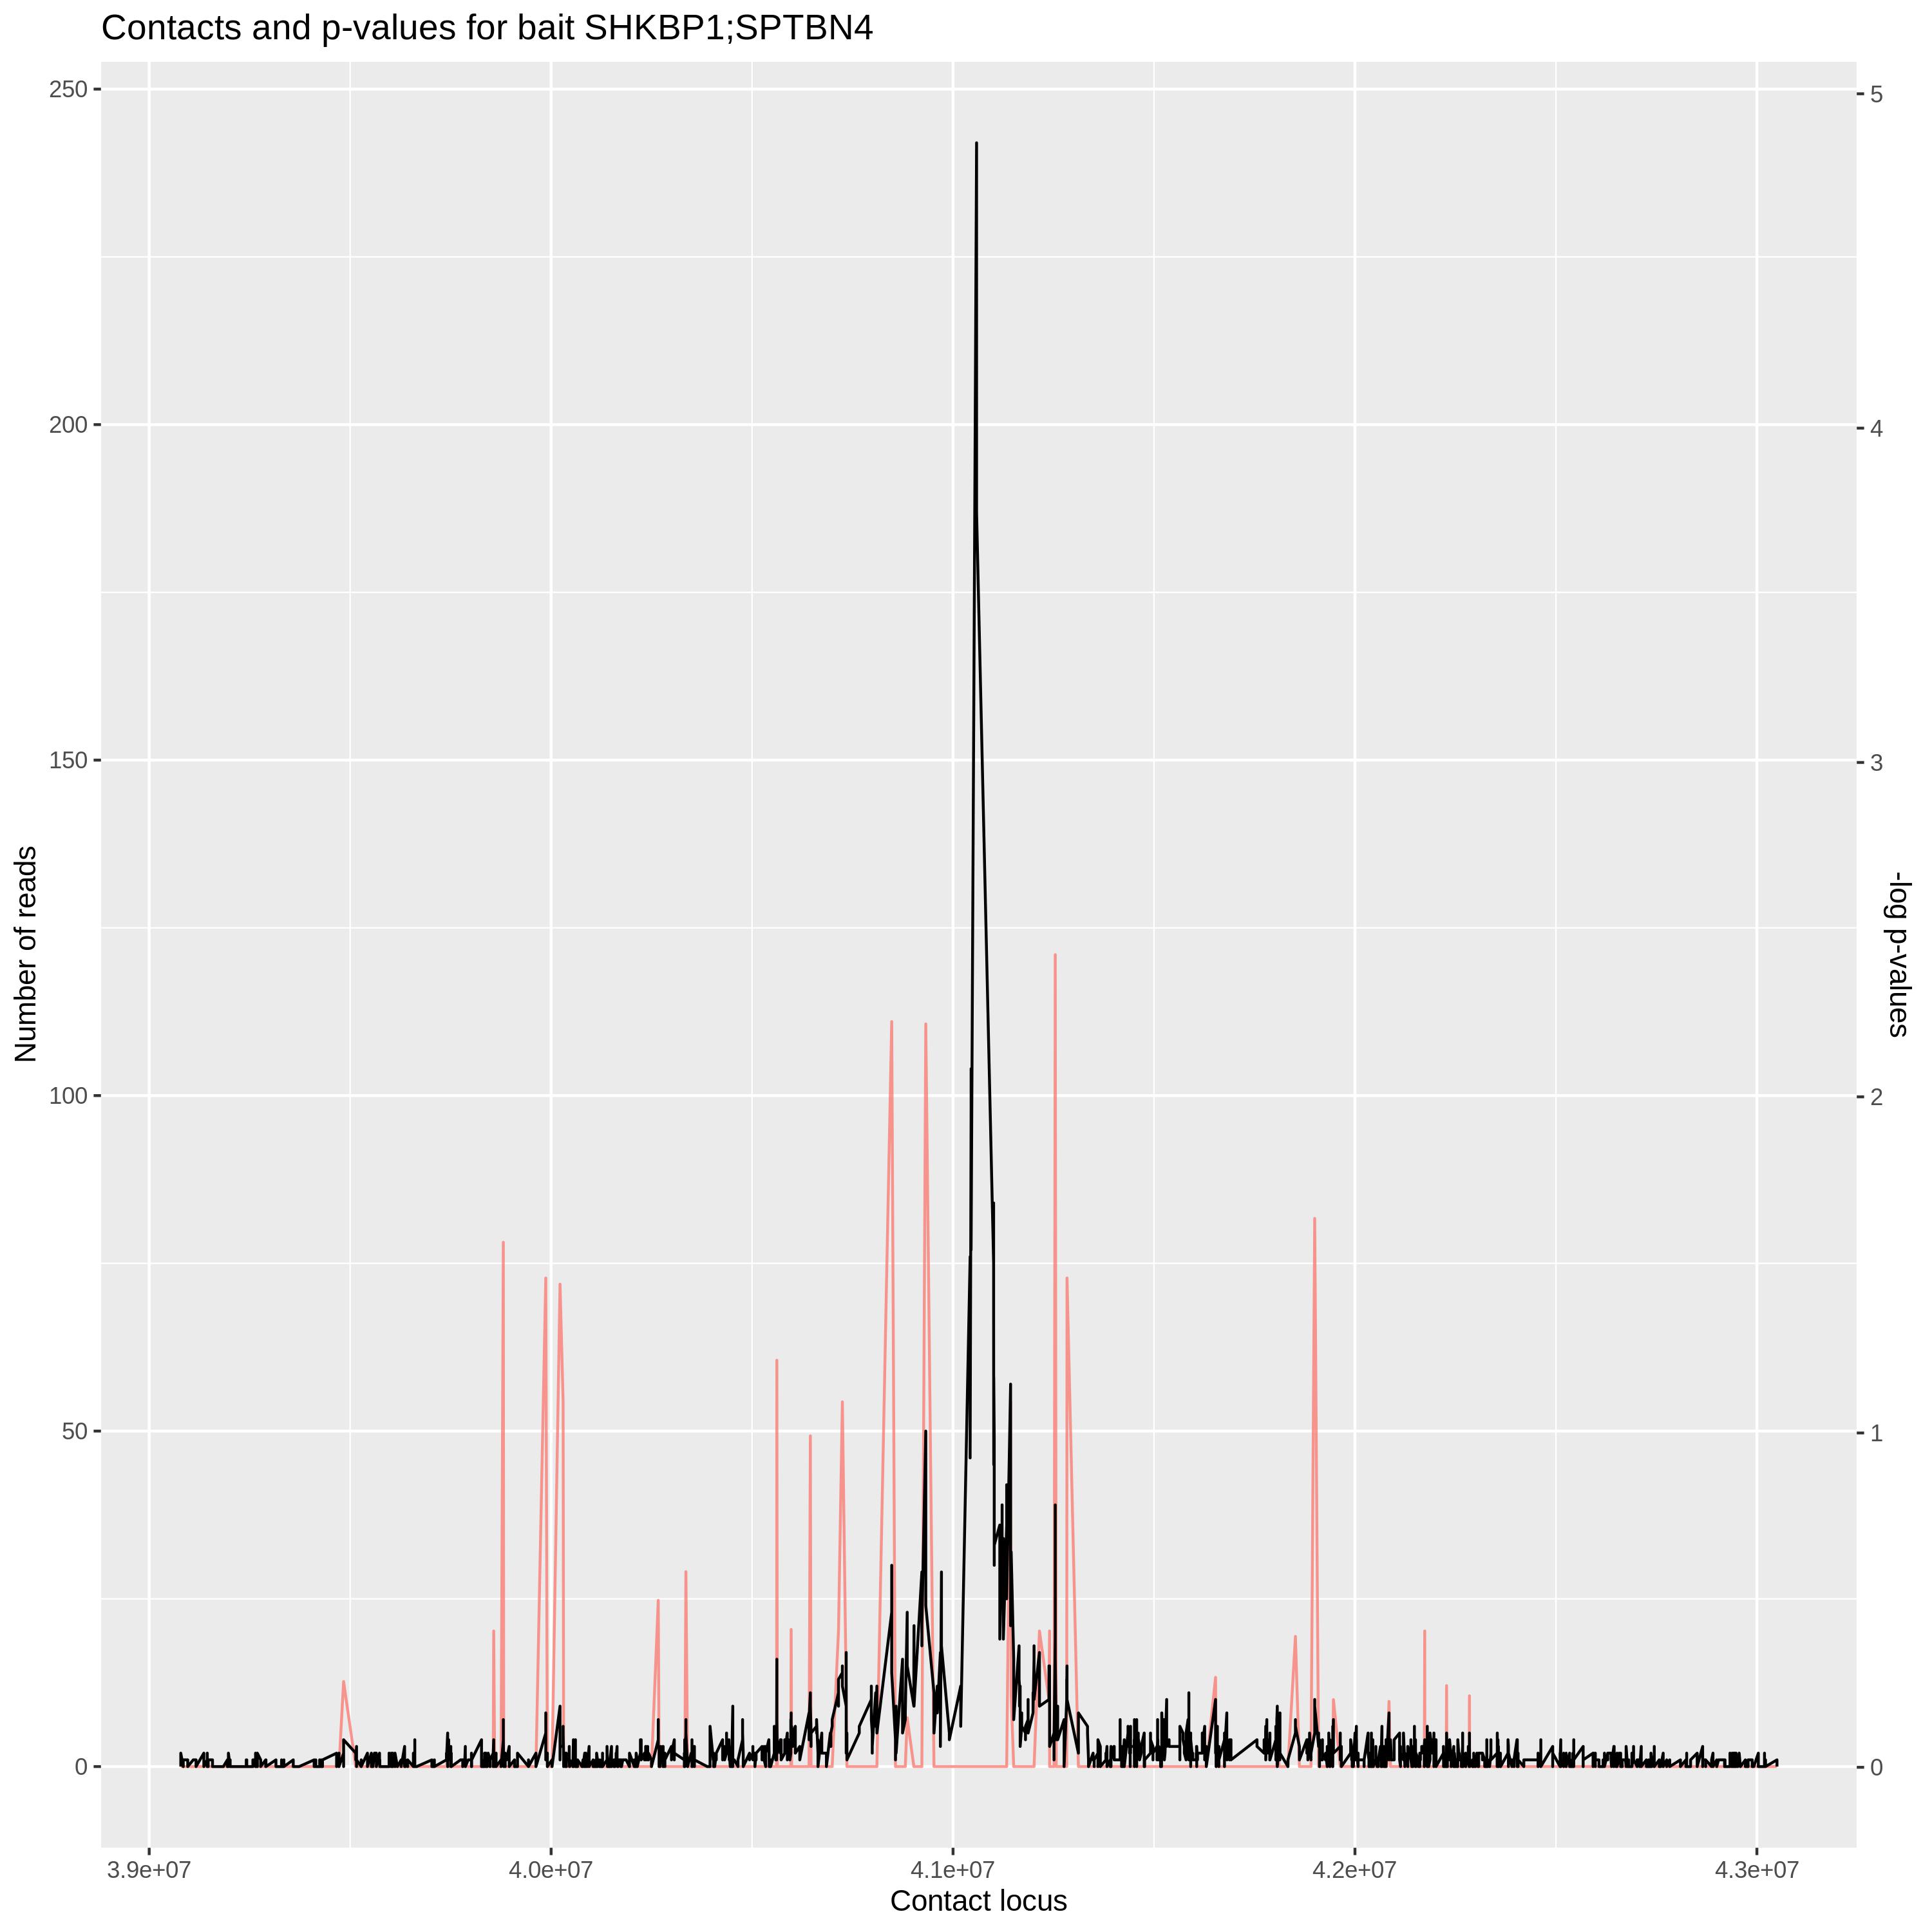 Contacts and p-values for bait SHKBP1;SPTBN4
250
200
150
100
50
0
Number of reads
5
4
3
2
1
0
-log p-values
3.9e+07
4.0e+07
4.1e+07
4.2e+07
4.3e+07
Contact locus